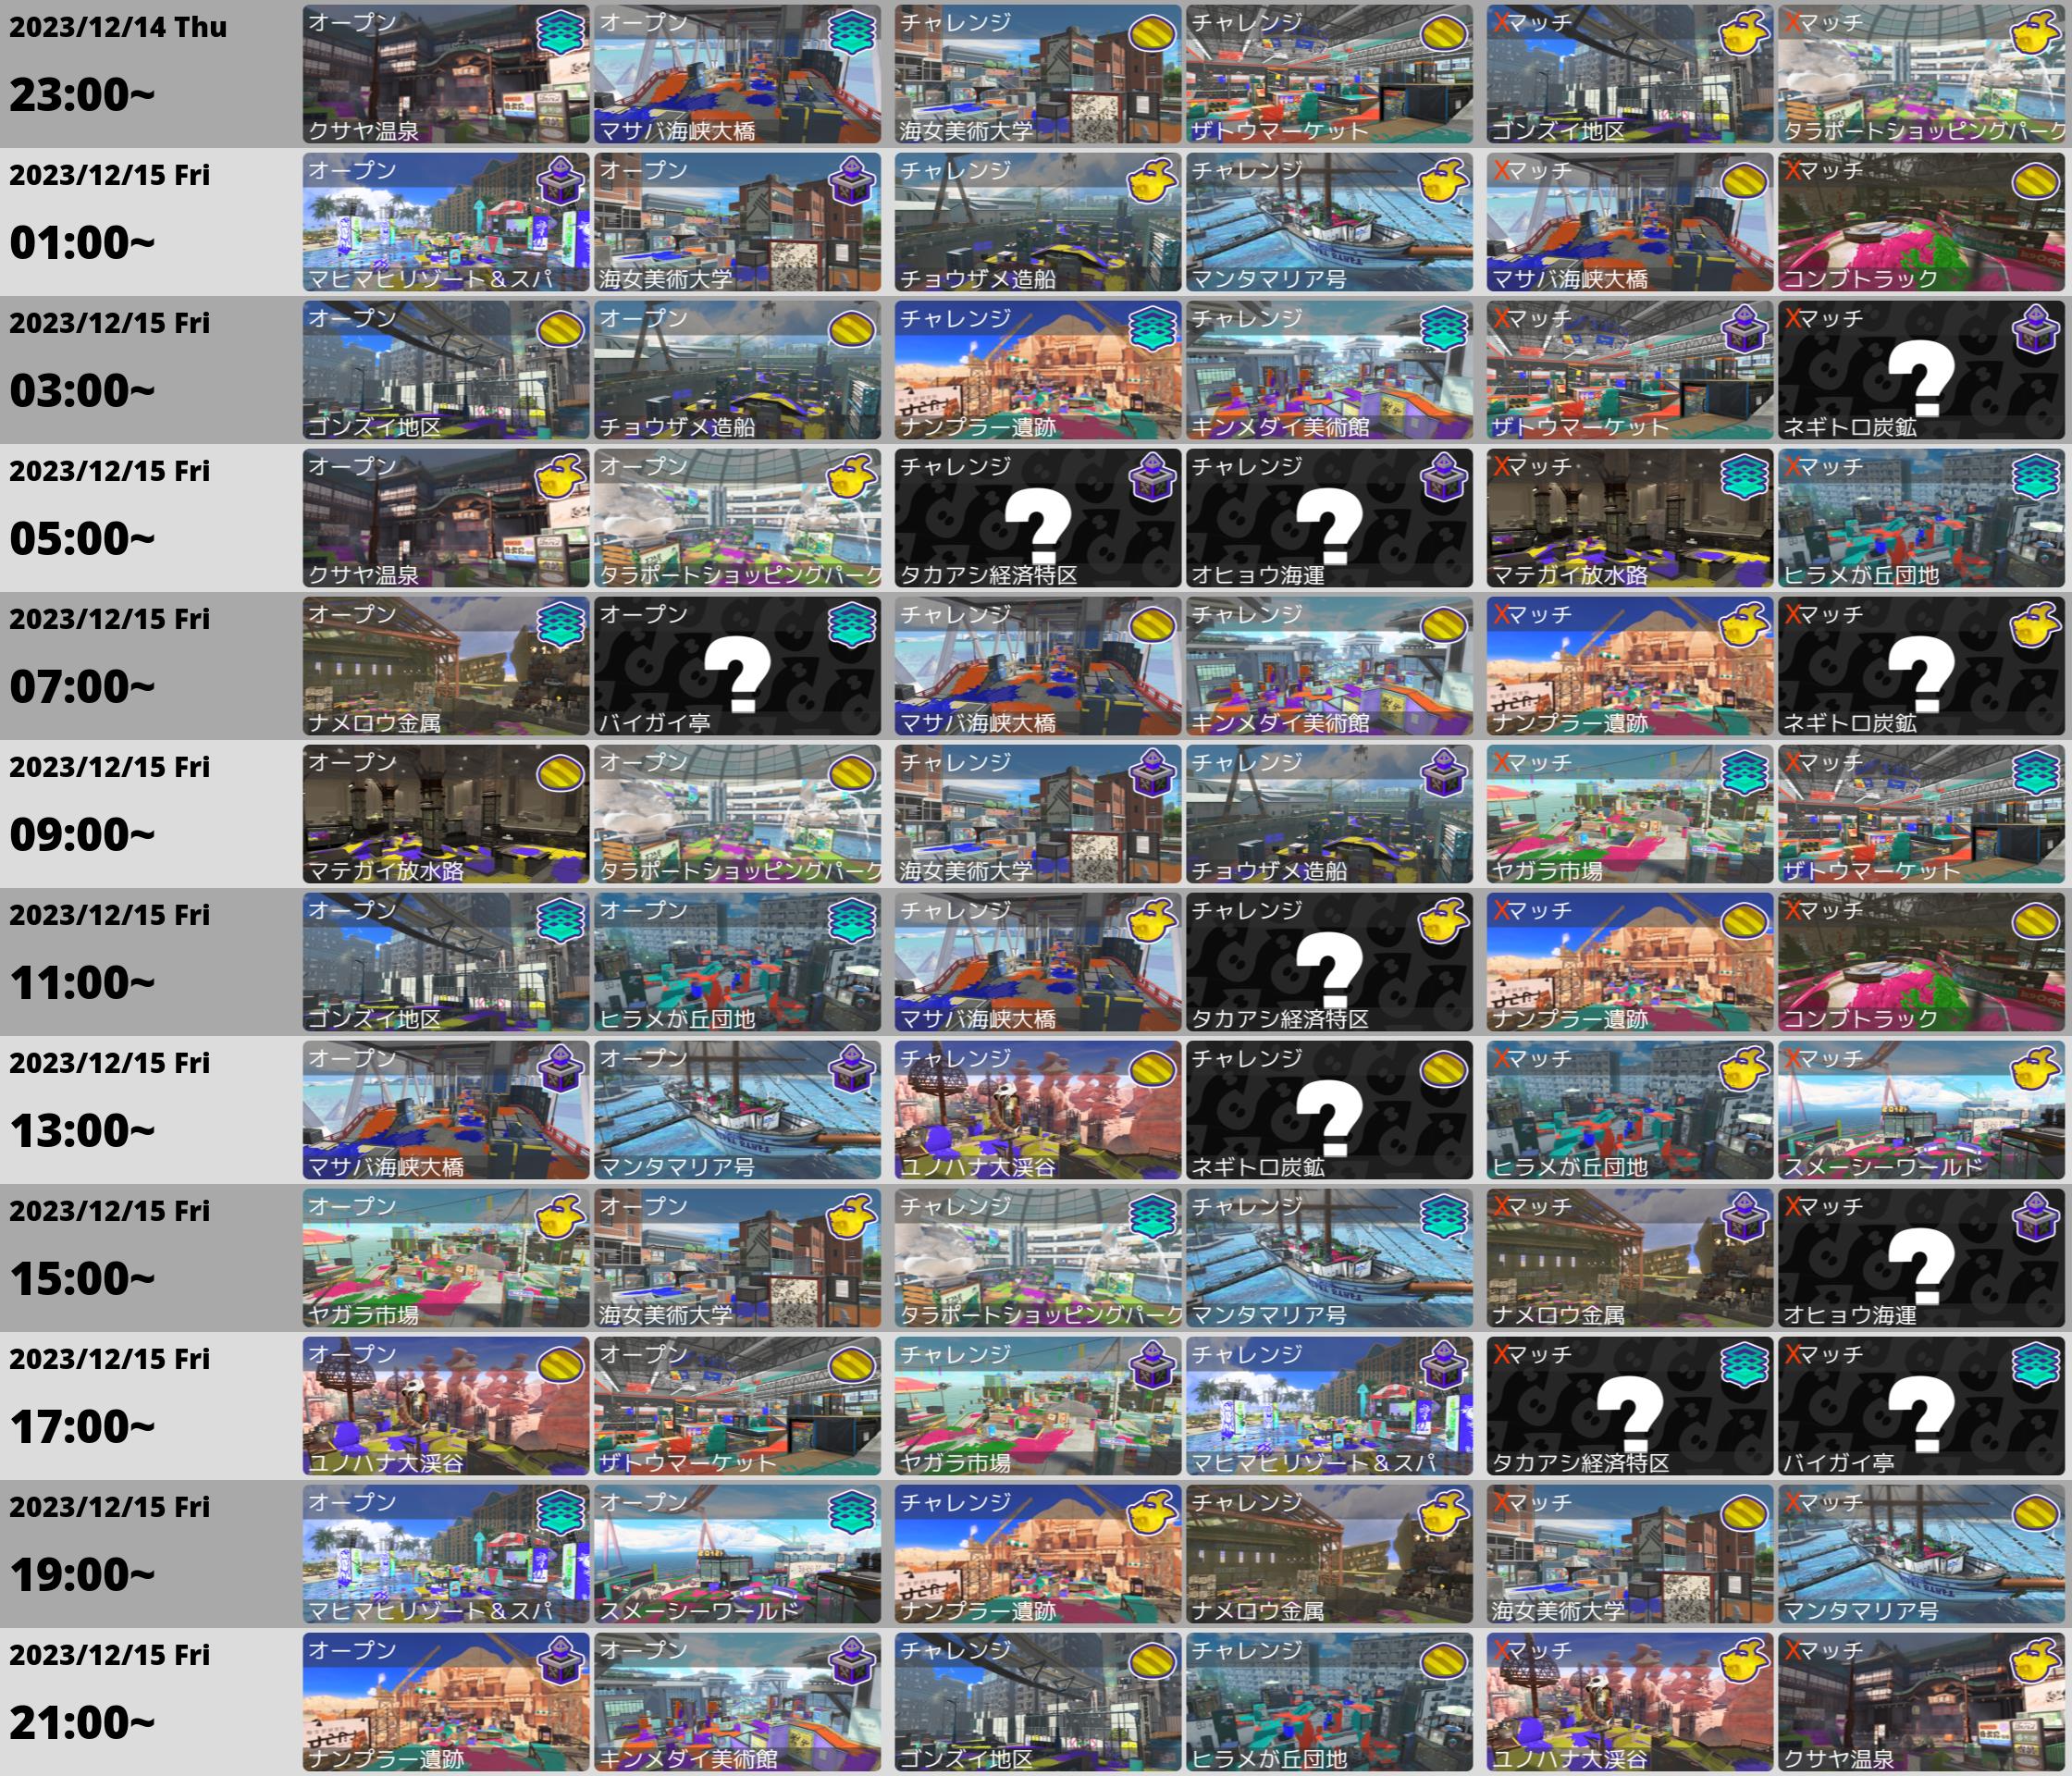 2023/12/14 Thu
23:00~
オープン オープン チャレンジ チャレンジ Xマッチ Xマッチ
クサヤ温泉 マサバ海峡大橋 海女美術大学 ザトウマーケット ゴンズイ地区 タラポートショッピングパーク
2023/12/15 Fri
01:00~
オープン オープン チャレンジ チャレンジ Xマッチ Xマッチ
マヒマヒリゾート&スパ 海女美術大学 チョウザメ造船 マンタマリア号 マサバ海峡大橋 コンブトラック
2023/12/15 Fri
03:00~
オープン オープン チャレンジ チャレンジ Xマッチ Xマッチ
ゴンズイ地区 チョウザメ造船 ナンプラー遺跡 キンメダイ美術館 ザトウマーケット ネギトロ炭鉱
2023/12/15 Fri
05:00~
オープン オープン チャレンジ チャレンジ Xマッチ Xマッチ
クサヤ温泉 タラポートショッピングパーク タカアシ経済特区 オヒョウ海運 マテガイ放水路 ヒラメが丘団地
2023/12/15 Fri
07:00~
オープン オープン チャレンジ チャレンジ Xマッチ Xマッチ
ナメロウ金属 バイガイ亭 マサバ海峡大橋 キンメダイ美術館 ナンプラー遺跡 ネギトロ炭鉱
2023/12/15 Fri
09:00~
オープン オープン チャレンジ チャレンジ Xマッチ Xマッチ
マテガイ放水路 タラポートショッピングパーク 海女美術大学 チョウザメ造船 ヤガラ市場 ザトウマーケット
2023/12/15 Fri
11:00~
オープン オープン チャレンジ チャレンジ Xマッチ Xマッチ
ゴンズイ地区 ヒラメが丘団地 マサバ海峡大橋 タカアシ経済特区 ナンプラー遺跡 コンブトラック
2023/12/15 Fri
13:00~
オープン オープン チャレンジ チャレンジ Xマッチ Xマッチ
マサバ海峡大橋 マンタマリア号 ユノハナ大渓谷 ネギトロ炭鉱 ヒラメが丘団地 スメーシーワールド
2023/12/15 Fri
15:00~
オープン オープン チャレンジ チャレンジ Xマッチ Xマッチ
ヤガラ市場 海女美術大学 タラポートショッピングパーク マンタマリア号 ナメロウ金属 オヒョウ海運
2023/12/15 Fri
17:00~
オープン オープン チャレンジ チャレンジ Xマッチ Xマッチ
ユノハナ大渓谷 ザトウマーケット ヤガラ市場 マヒマヒリゾート&スパ タカアシ経済特区 バイガイ亭
2023/12/15 Fri
19:00~
オープン オープン チャレンジ チャレンジ Xマッチ Xマッチ
マヒマヒリゾート&スパ スメーシーワールド ナンプラー遺跡 ナメロウ金属 海女美術大学 マンタマリア号
2023/12/15 Fri
21:00~
オープン オープン チャレンジ チャレンジ Xマッチ Xマッチ
ナンプラー遺跡 キンメダイ美術館 ゴンズイ地区 ヒラメが丘団地 ユノハナ大渓谷 クサヤ温泉